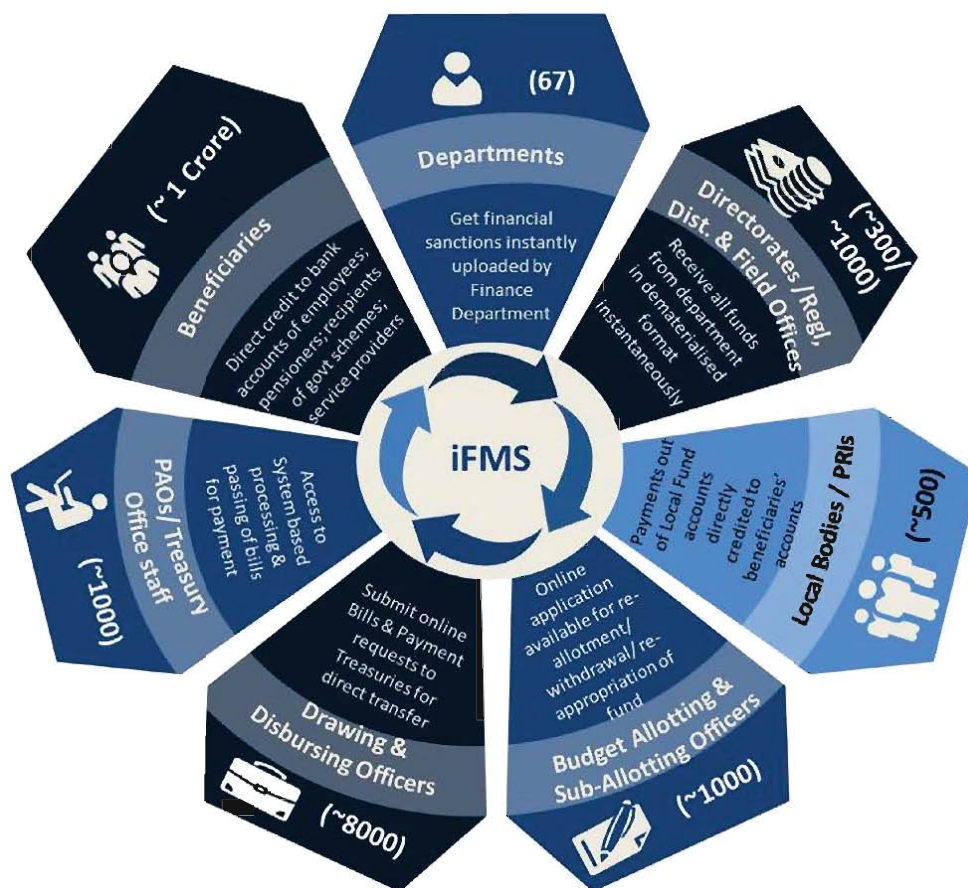 (67)
Departments
Get financial
sanctions instantly
uploaded by
Finance
Department
(~300/
~1000)
Directorates /Regl,
Dist. & Field Offices
Receive all funds
from department
in dematerialised
format
instantaneously
(~500)
Local Bodies / PRIs
Payments out
of Local Fund
accounts
directly
credited to
beneficiaries'
accounts
Online
application
available for re-
allotment/
withdrawal/ re-
appropriation of
fund
Budget Allotting &
Sub-Allotting Officers
(~1000)
Submit online
Bills & Payment
requests to
Treasuries for
direct transfer
Drawing &
Disbursing Officers
(~8000)
Access to
System based
processing &
passing of bills
for payment
PAOs/Treasury
Office staff
(~1000)
(~ 1 Crore)
Beneficiaries
Direct credit to bank
accounts of employees;
pensioners; recipients
of govt schemes;
service providers
iFMS